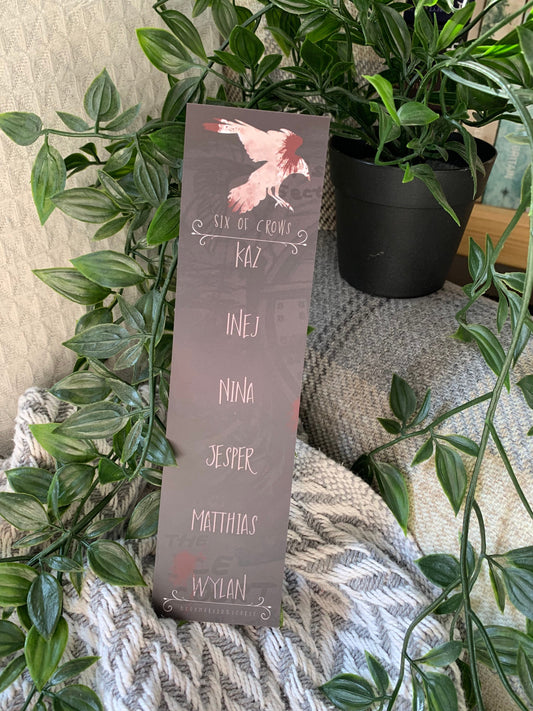 SIX OF CROWS
KAZ
INEJ
NINA
JESPER
MATTHIAS
WYLAN